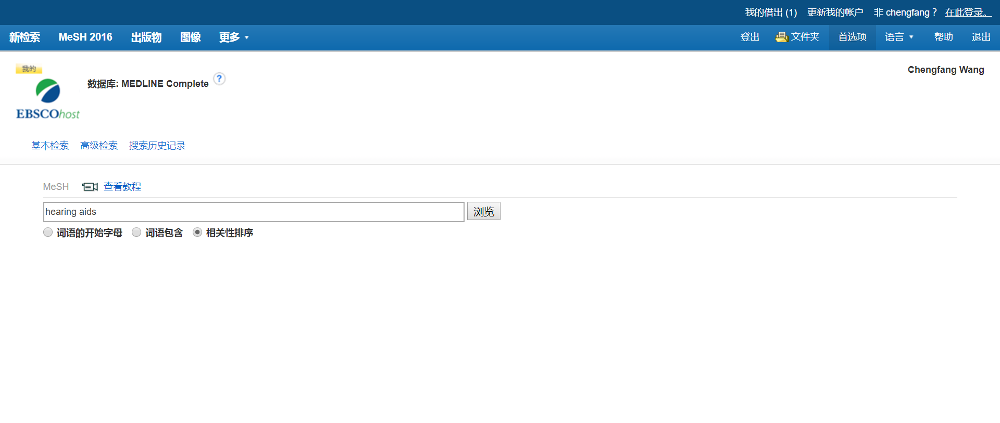 我的借出 (1) 更新我的帐户 非 chengfang？ 在此登录。
新检索 MeSH 2016 出版物 图像 更多 登出 文件夹 首选项 语言 帮助 退出
我的
Chengfang Wang
数据库: MEDLINE Complete ?
EBSCOhost
基本检索 高级检索 搜索历史记录
MeSH 查看教程
hearing aids 浏览
词语的开始字母 词语包含 相关性排序